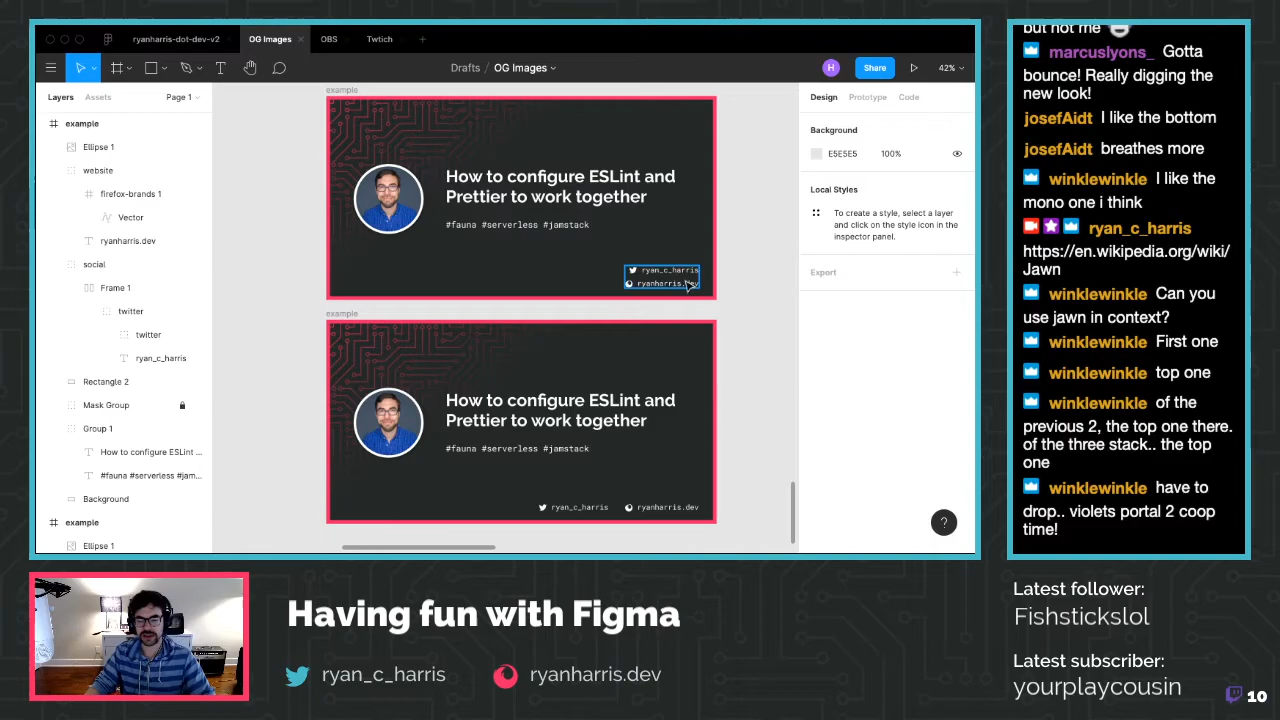 ryanharris-dot-dev-v2
OG Images
OBS
Twtich
Drafts / OG Images
H
Share
42%
Layers
Assets
Page 1
example
Ellipse 1
website
firefox-brands 1
Vector
ryanharris.dev
social
Frame 1
twitter
twitter
ryan_c_harris
Rectangle 2
Mask Group
Group 1
How to configure ESLint ...
#fauna #serverless #jam...
Background
example
Ellipse 1
example
How to configure ESLint and
Prettier to work together
#fauna #serverless #jamstack
ryan_c_harris
ryanharris.dev
example
How to configure ESLint and
Prettier to work together
#fauna #serverless #jamstack
ryan_c_harris
ryanharris.dev
Design
Prototype
Code
Background
E5E5E5
100%
Local Styles
To create a style, select a layer
and click on the style icon in the
inspector panel.
Export
?
but not me
marcuslyons_ Gotta
bounce! Really digging the
new look!
josefAidt I like the bottom
josefAidt breathes more
winklewinkle I like the
mono one i think
ryan_c_harris
https://en.wikipedia.org/wiki/
Jawn
winklewinkle Can you
use jawn in context?
winklewinkle First one
winklewinkle top one
winklewinkle of the
previous 2, the top one there.
of the three stack.. the top
one
winklewinkle have to
drop.. violets portal 2 coop
time!
Having fun with Figma
ryan_c_harris
ryanharris.dev
Latest follower:
Fishstickslol
Latest subscriber:
yourplaycousin
10